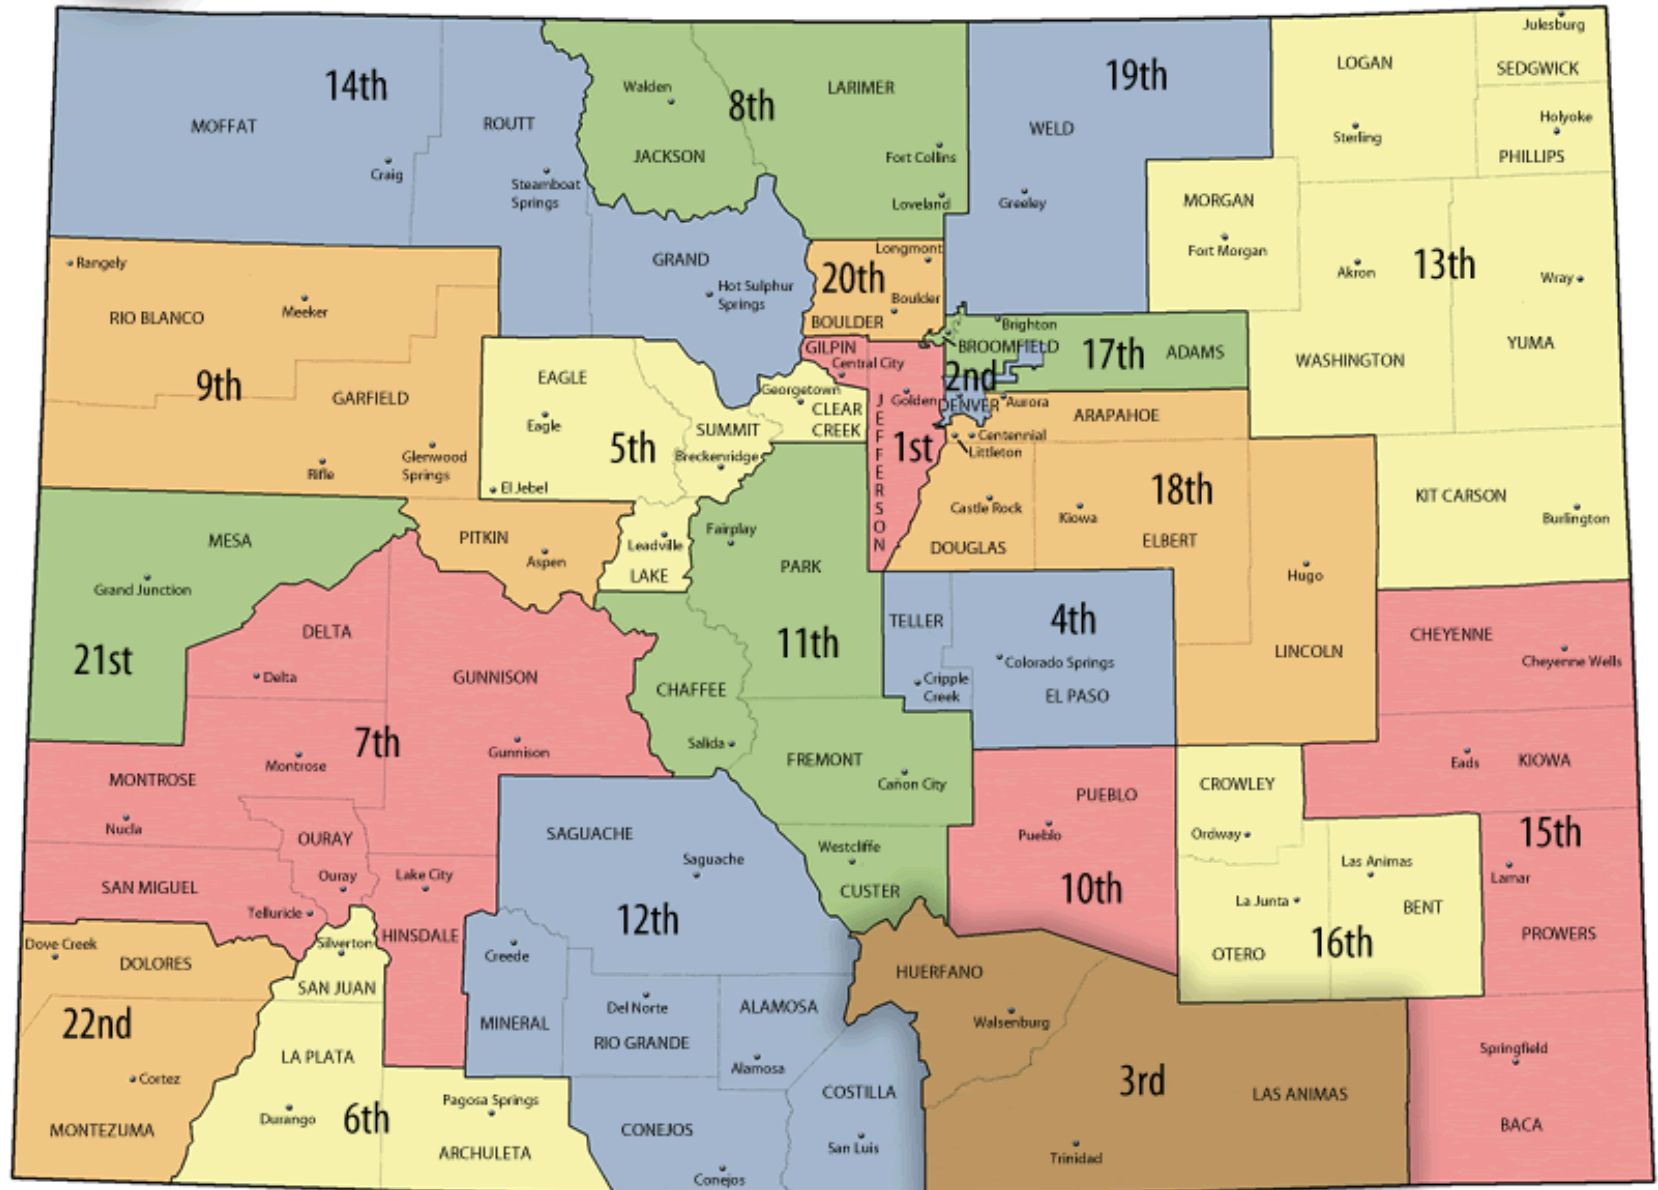 14th
MOFFAT
Craig
ROUTT
Steamboat
Springs
Walden
8th
LARIMER
JACKSON
Fort Collins
Loveland
19th
WELD
Greeley
LOGAN
Sterling
Julesburg
SEDGWICK
Holyoke
PHILLIPS
MORGAN
Fort Morgan
13th
Akron
Wray
WASHINGTON
YUMA
GRAND
Hot Sulphur
Springs
Longmont
20th
Boulder
BOULDER
Rangely
RIO BLANCO
Meeker
9th
GARFIELD
Rifle
Glenwood
Springs
EAGLE
Eagle
5th
El Jebel
SUMMIT
Breckenridge
GILPIN
Central City
Georgetown
CLEAR
CREEK
JEFFERSON
Golden
1st
Brighton
BROOMFIELD
17th
ADAMS
2nd
DENVER
Aurora
ARAPAHOE
Centennial
Littleton
18th
Castle Rock
Kiowa
DOUGLAS
ELBERT
Hugo
LINCOLN
KIT CARSON
Burlington
MESA
Grand Junction
21st
PITKIN
Aspen
Leadville
LAKE
Fairplay
PARK
11th
CHAFFEE
Salida
FREMONT
Cañon City
Westcliffe
CUSTER
TELLER
4th
Colorado Springs
Cripple
Creek
EL PASO
CHEYENNE
Cheyenne Wells
Eads
KIOWA
15th
Lamar
PROWERS
Springfield
BACA
DELTA
Delta
GUNNISON
7th
Gunnison
Montrose
MONTROSE
Nucla
OURAY
Ouray
SAN MIGUEL
Telluride
Lake City
HINSDALE
SAGUACHE
Saguache
12th
Creede
MINERAL
Del Norte
RIO GRANDE
ALAMOSA
Alamosa
CONEJOS
Conejos
COSTILLA
San Luis
PUEBLO
Pueblo
10th
CROWLEY
Ordway
Las Animas
La Junta
BENT
OTERO
16th
HUERFANO
Walsenburg
3rd
LAS ANIMAS
Trinidad
Dove Creek
DOLORES
22nd
Cortez
MONTEZUMA
Silverton
SAN JUAN
LA PLATA
Durango
6th
Pagosa Springs
ARCHULETA